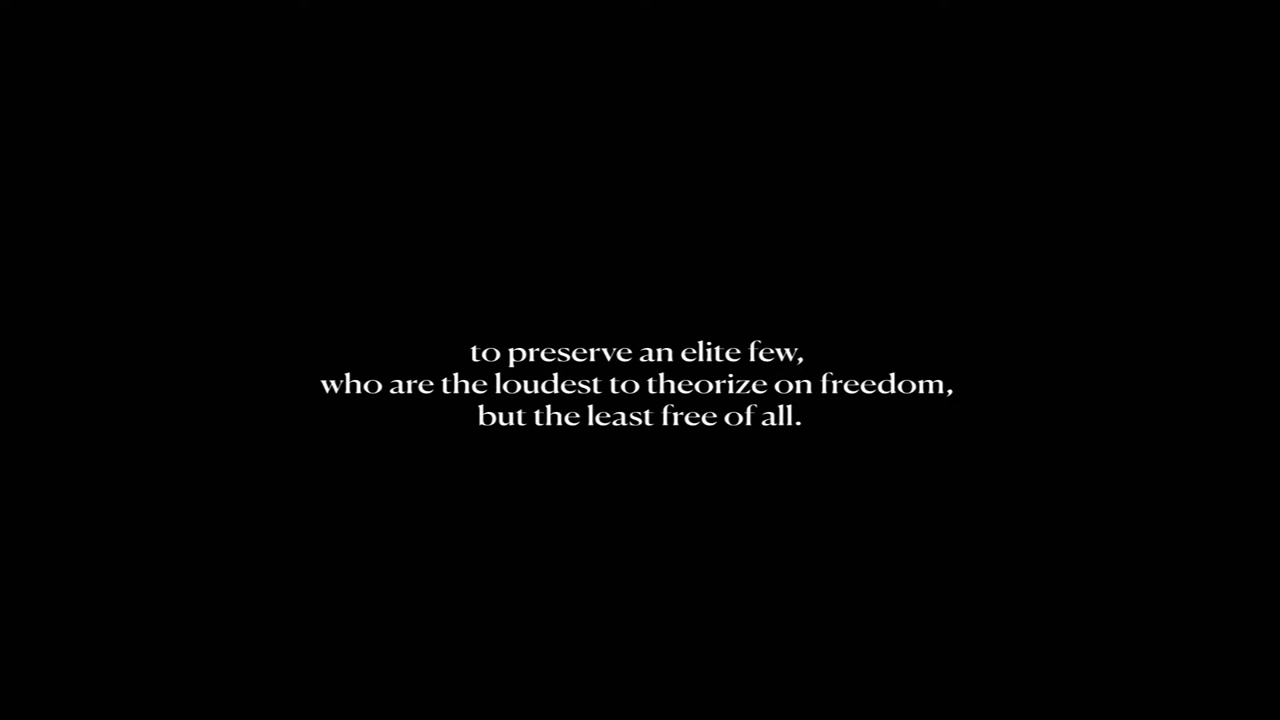 to preserve an elite few,
who are the loudest to theorize on freedom,
but the least free of all.